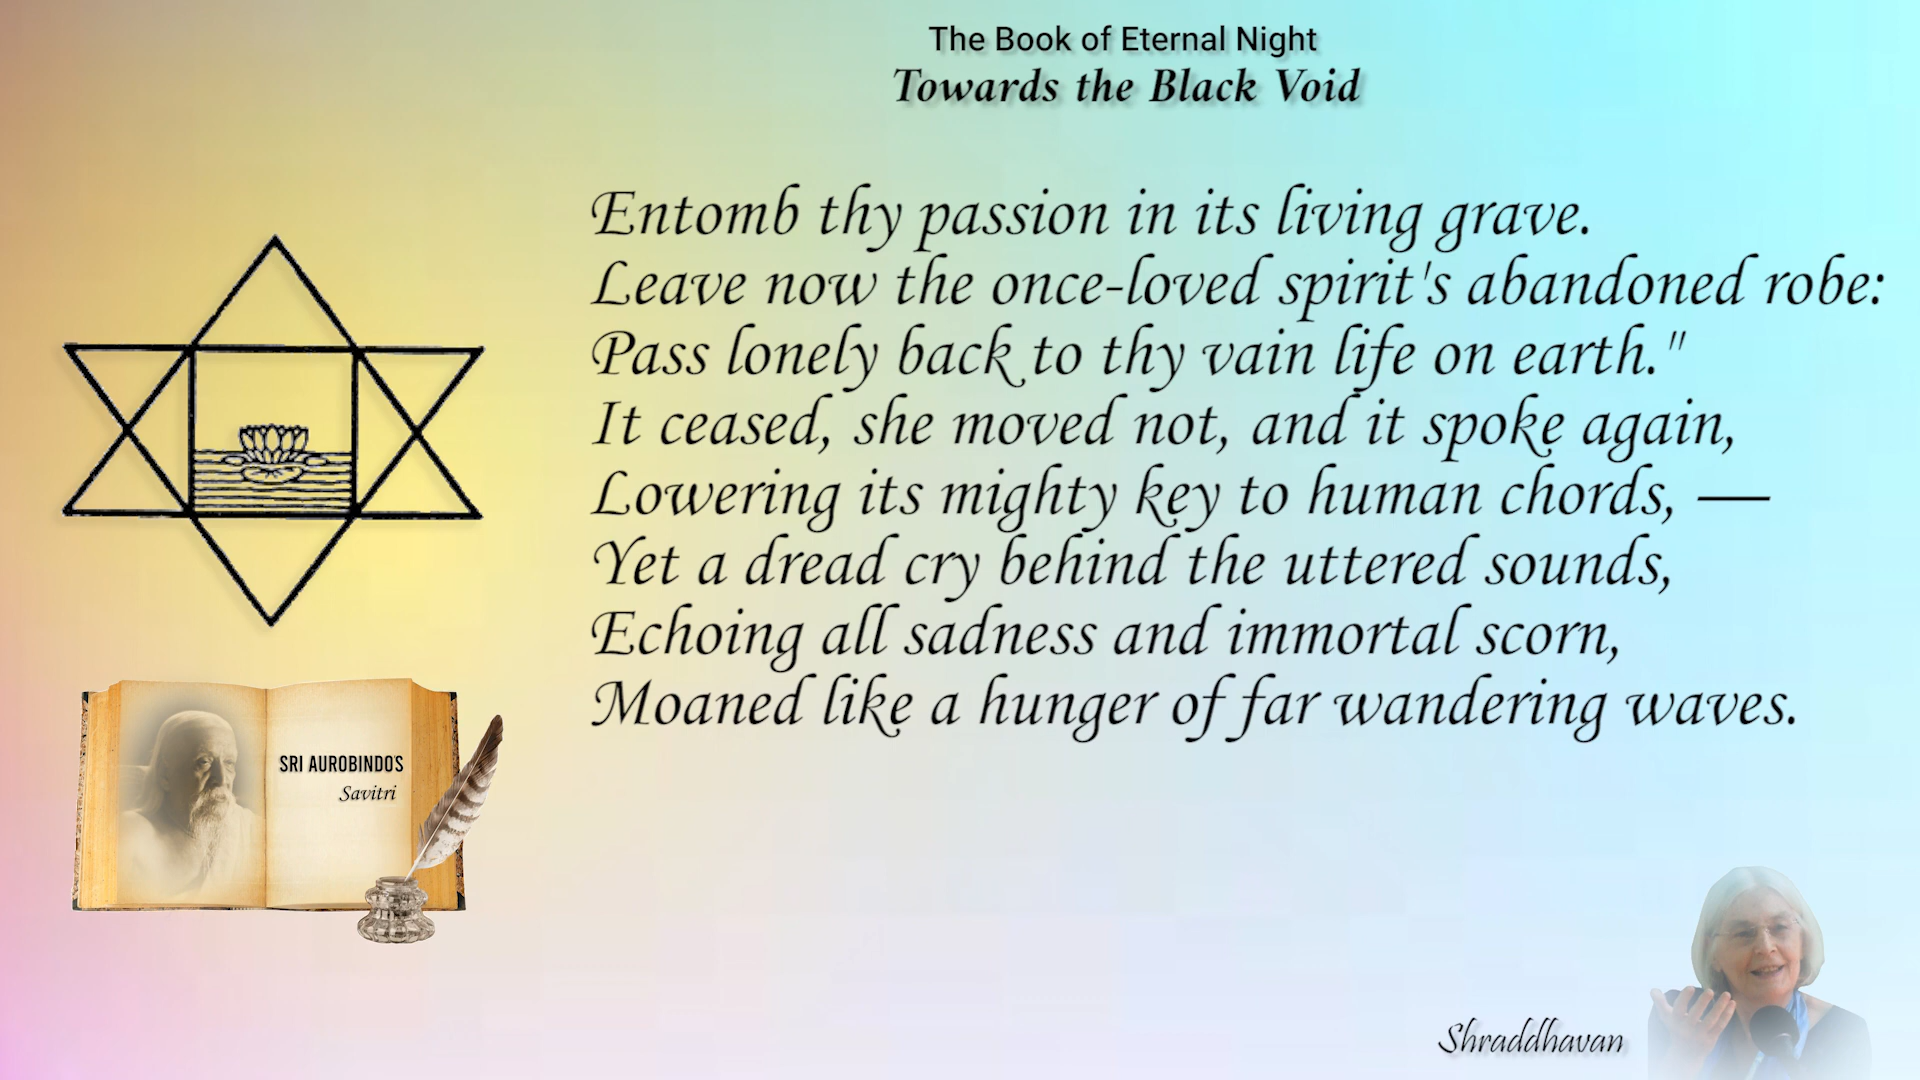 The Book of Eternal Night
Towards the Black Void
Entomb thy passion in its living grave.
Leave now the once-loved spirit's abandoned robe:
Pass lonely back to thy vain life on earth."
It ceased, she moved not, and it spoke again,
Lowering its mighty key to human chords, —
Yet a dread cry behind the uttered sounds,
Echoing all sadness and immortal scorn,
Moaned like a hunger of far wandering waves.
SRI AUROBINDO'S
Savitri
Shraddhavan